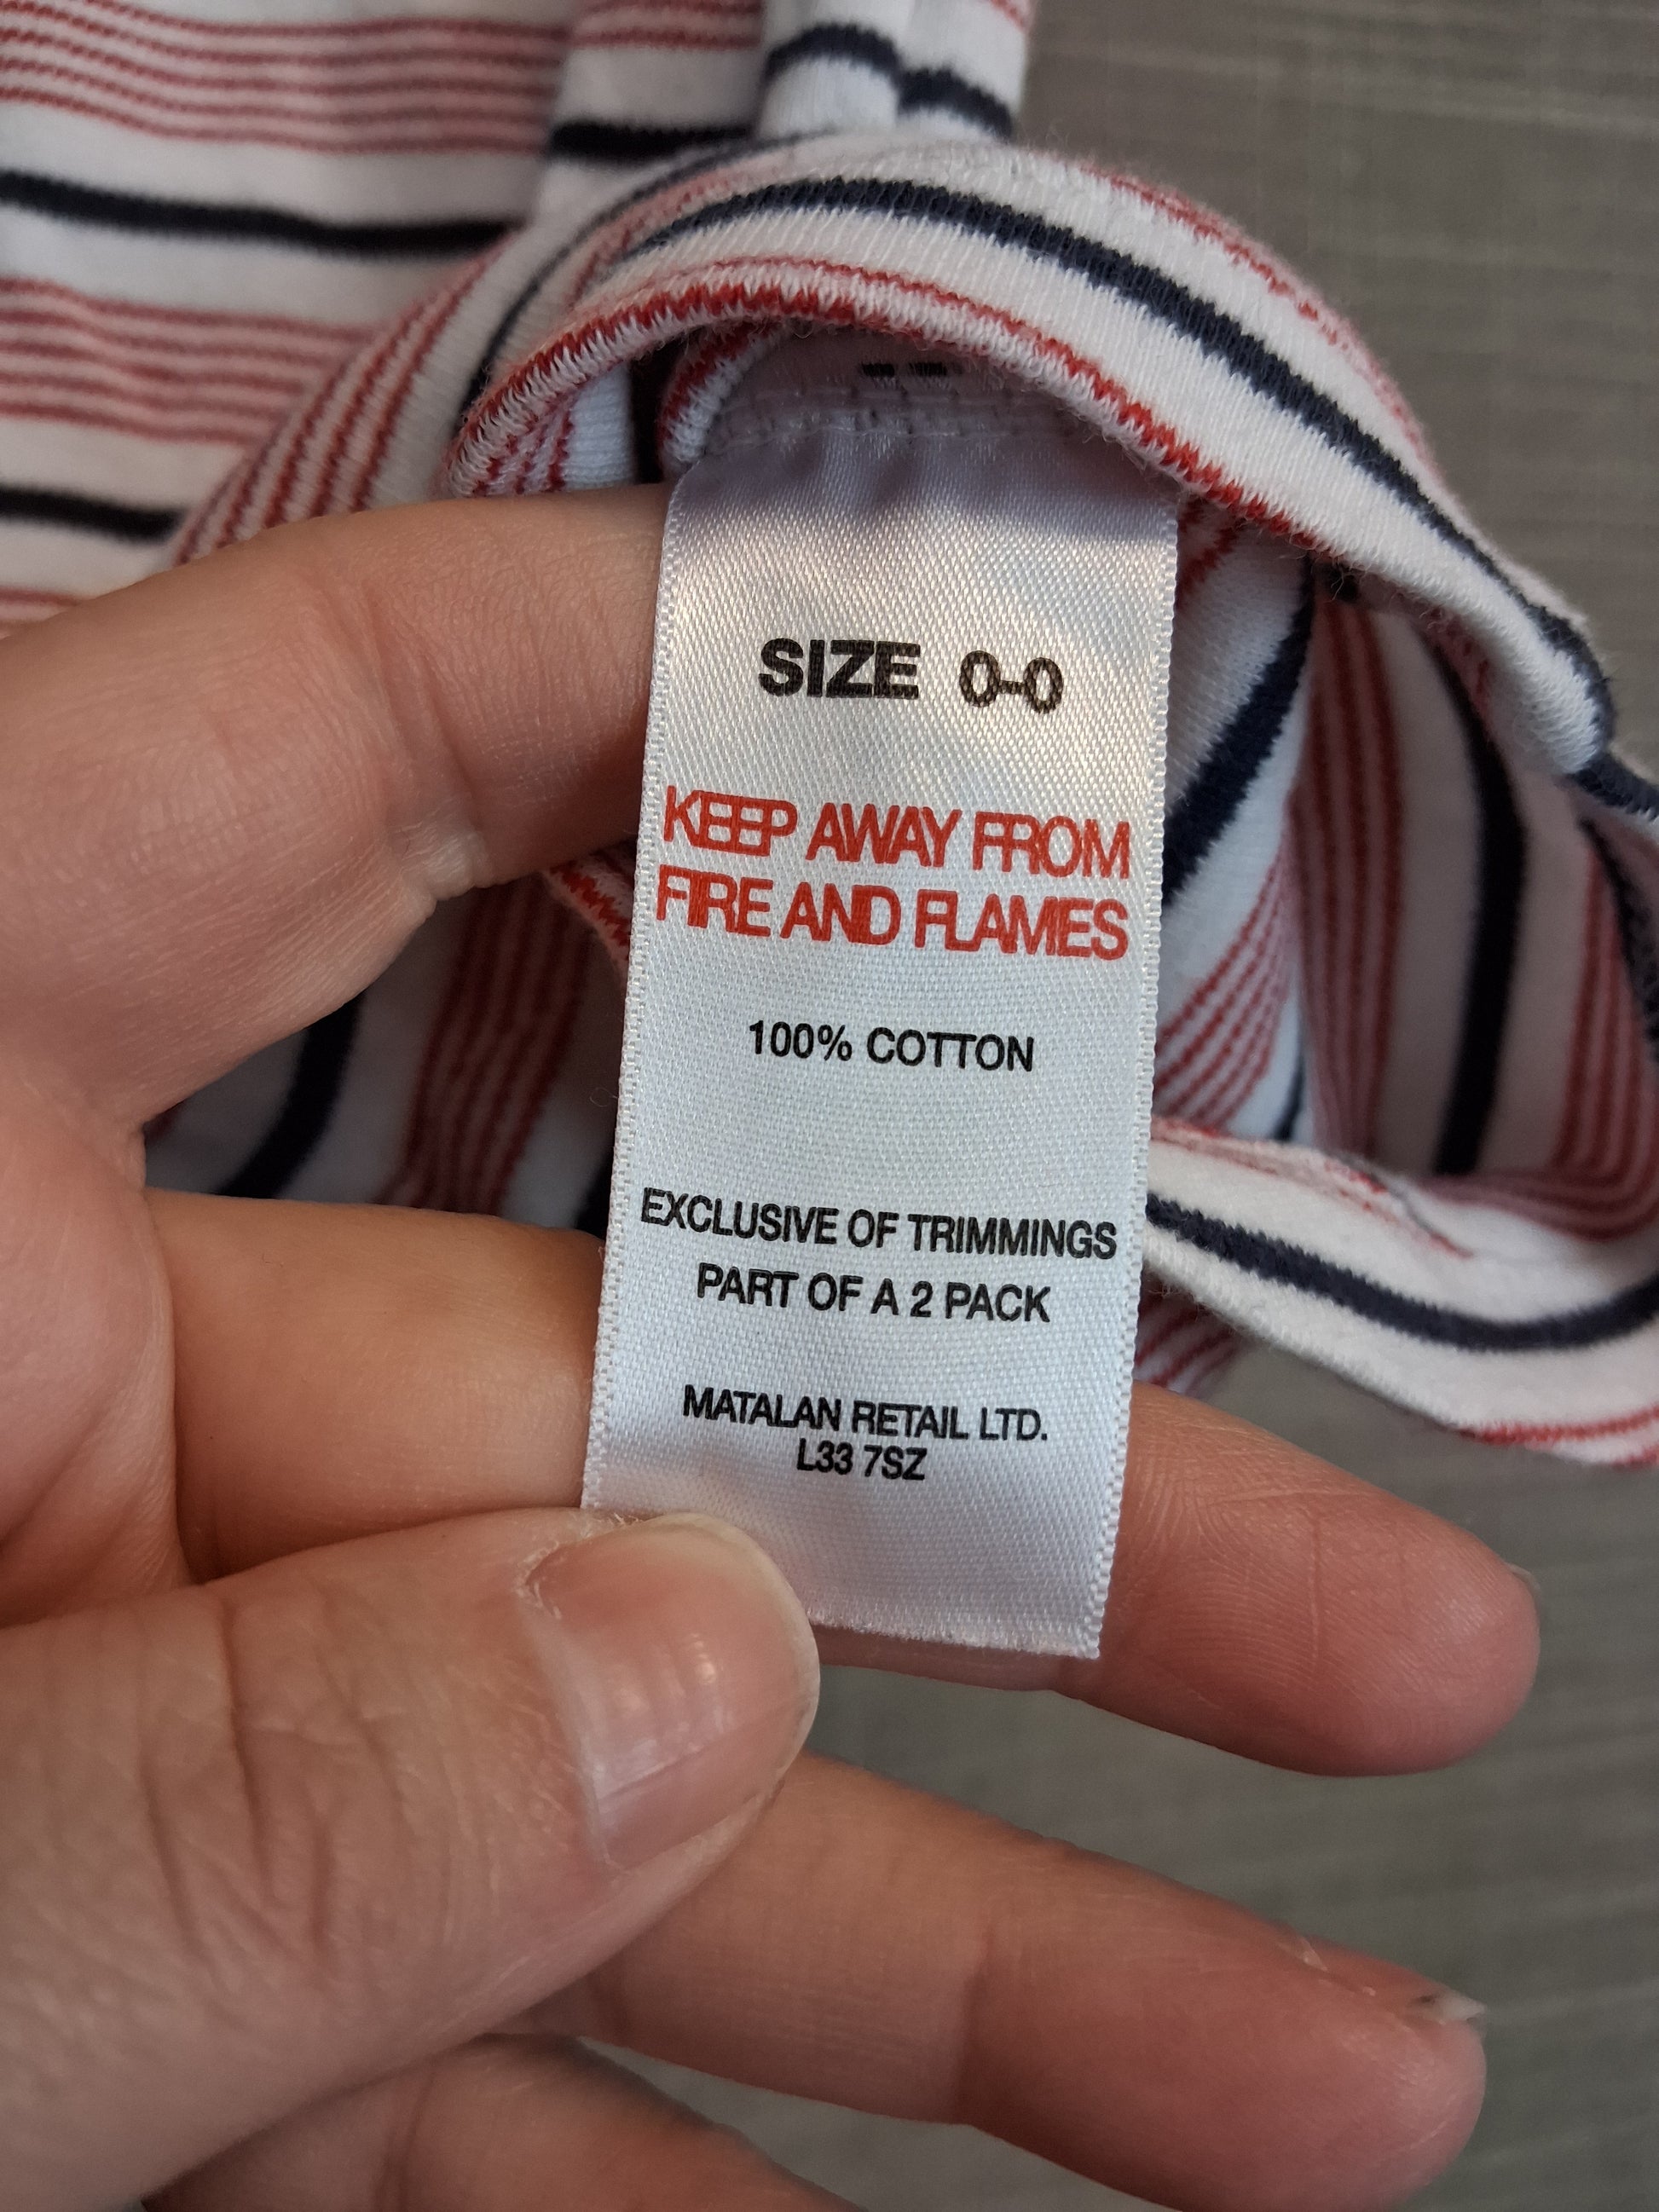 SIZE 0-0
KEEP AWAY FROM
FIRE AND FLAMES
100% COTTON
EXCLUSIVE OF TRIMMINGS
PART OF A 2 PACK
MATALAN RETAIL LTD.
L33 7SZ